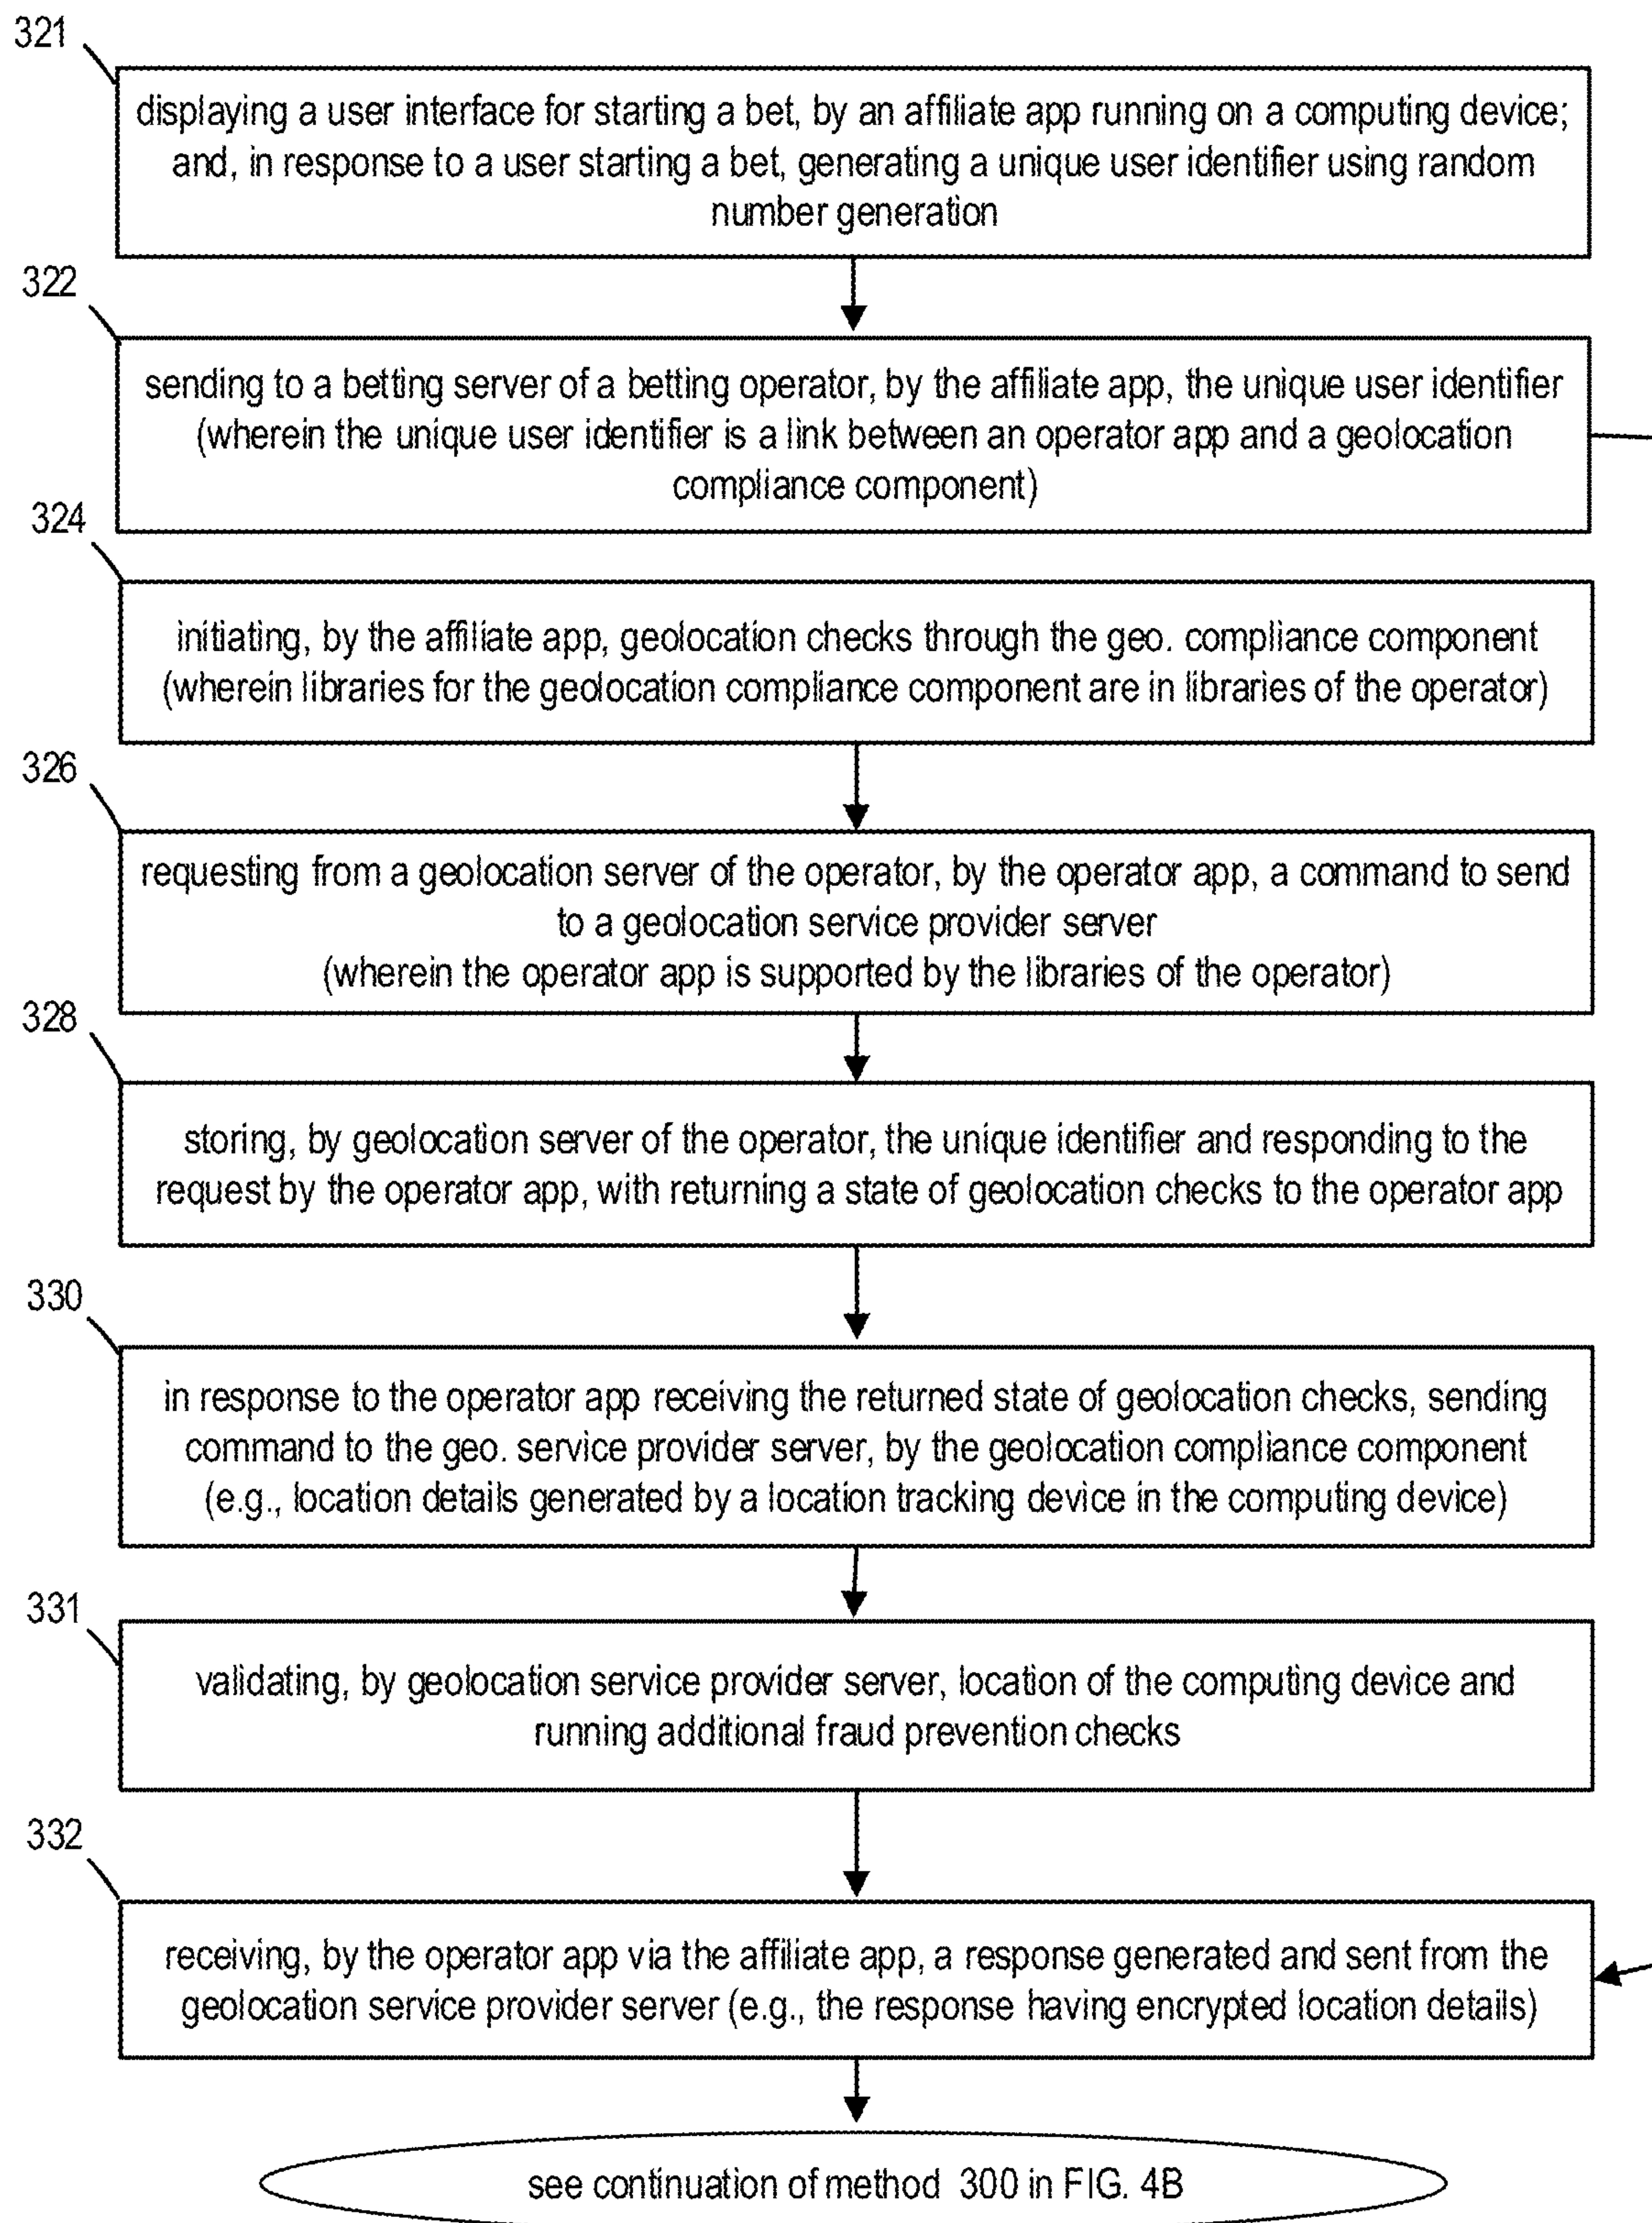 321
displaying a user interface for starting a bet, by an affiliate app running on a computing device;
and, in response to a user starting a bet, generating a unique user identifier using random
number generation
322
sending to a betting server of a betting operator, by the affiliate app, the unique user identifier
(wherein the unique user identifier is a link between an operator app and a geolocation
compliance component)
324
initiating, by the affiliate app, geolocation checks through the geo. compliance component
(wherein libraries for the geolocation compliance component are in libraries of the operator)
326
requesting from a geolocation server of the operator, by the operator app, a command to send
to a geolocation service provider server
(wherein the operator app is supported by the libraries of the operator)
328
storing, by geolocation server of the operator, the unique identifier and responding to the
request by the operator app, with returning a state of geolocation checks to the operator app
330
in response to the operator app receiving the returned state of geolocation checks, sending
command to the geo. service provider server, by the geolocation compliance component
(e.g., location details generated by a location tracking device in the computing device)
331
validating, by geolocation service provider server, location of the computing device and
running additional fraud prevention checks
332
receiving, by the operator app via the affiliate app, a response generated and sent from the
geolocation service provider server (e.g., the response having encrypted location details)
see continuation of method 300 in FIG. 4B